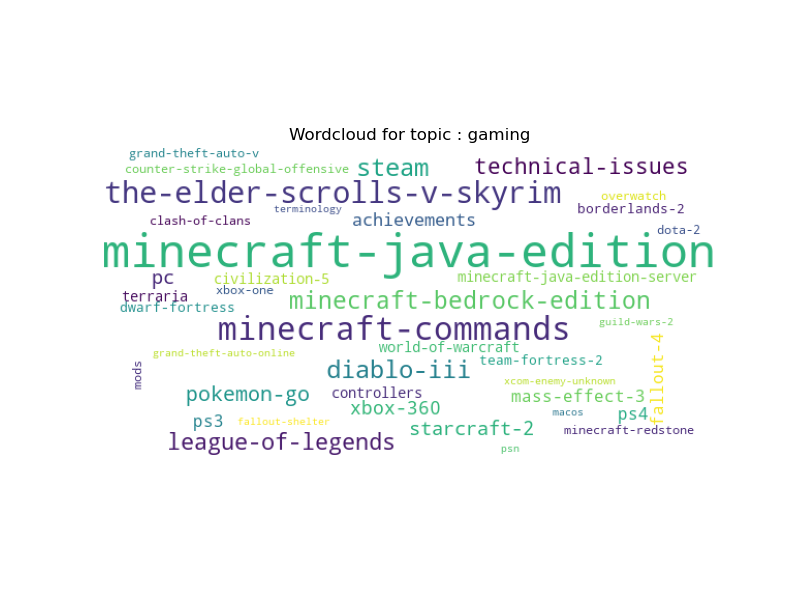 Wordcloud for topic : gaming
grand-theft-auto-v
counter-strike-global-offensive
steam
technical-issues
the-elder-scrolls-v-skyrim
overwatch
terminology
borderlands-2
clash-of-clans
achievements
dota-2
minecraft-java-edition
pc
civilization-5
minecraft-java-edition-server
xbox-one
terraria
minecraft-bedrock-edition
dwarf-fortress
minecraft-commands
guild-wars-2
world-of-warcraft
grand-theft-auto-online
team-fortress-2
fallout-4
mods
diablo-iii
xcom-enemy-unknown
pokemon-go
controllers
mass-effect-3
xbox-360
macos
ps4
ps3
fallout-shelter
starcraft-2
minecraft-redstone
league-of-legends
psn